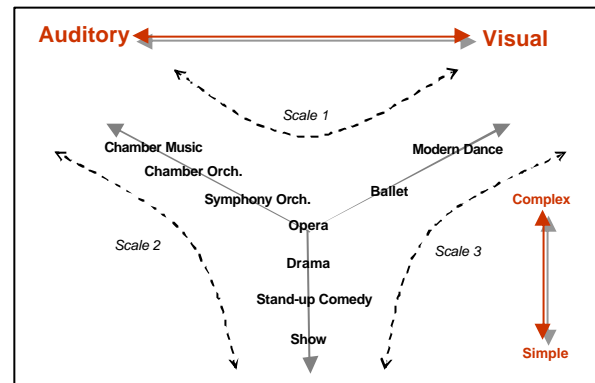 Auditory
Visual
Scale 1
Chamber Music
Modern Dance
Chamber Orch.
Ballet
Symphony Orch.
Complex
Opera
Scale 2
Scale 3
Drama
Stand-up Comedy
Show
Simple